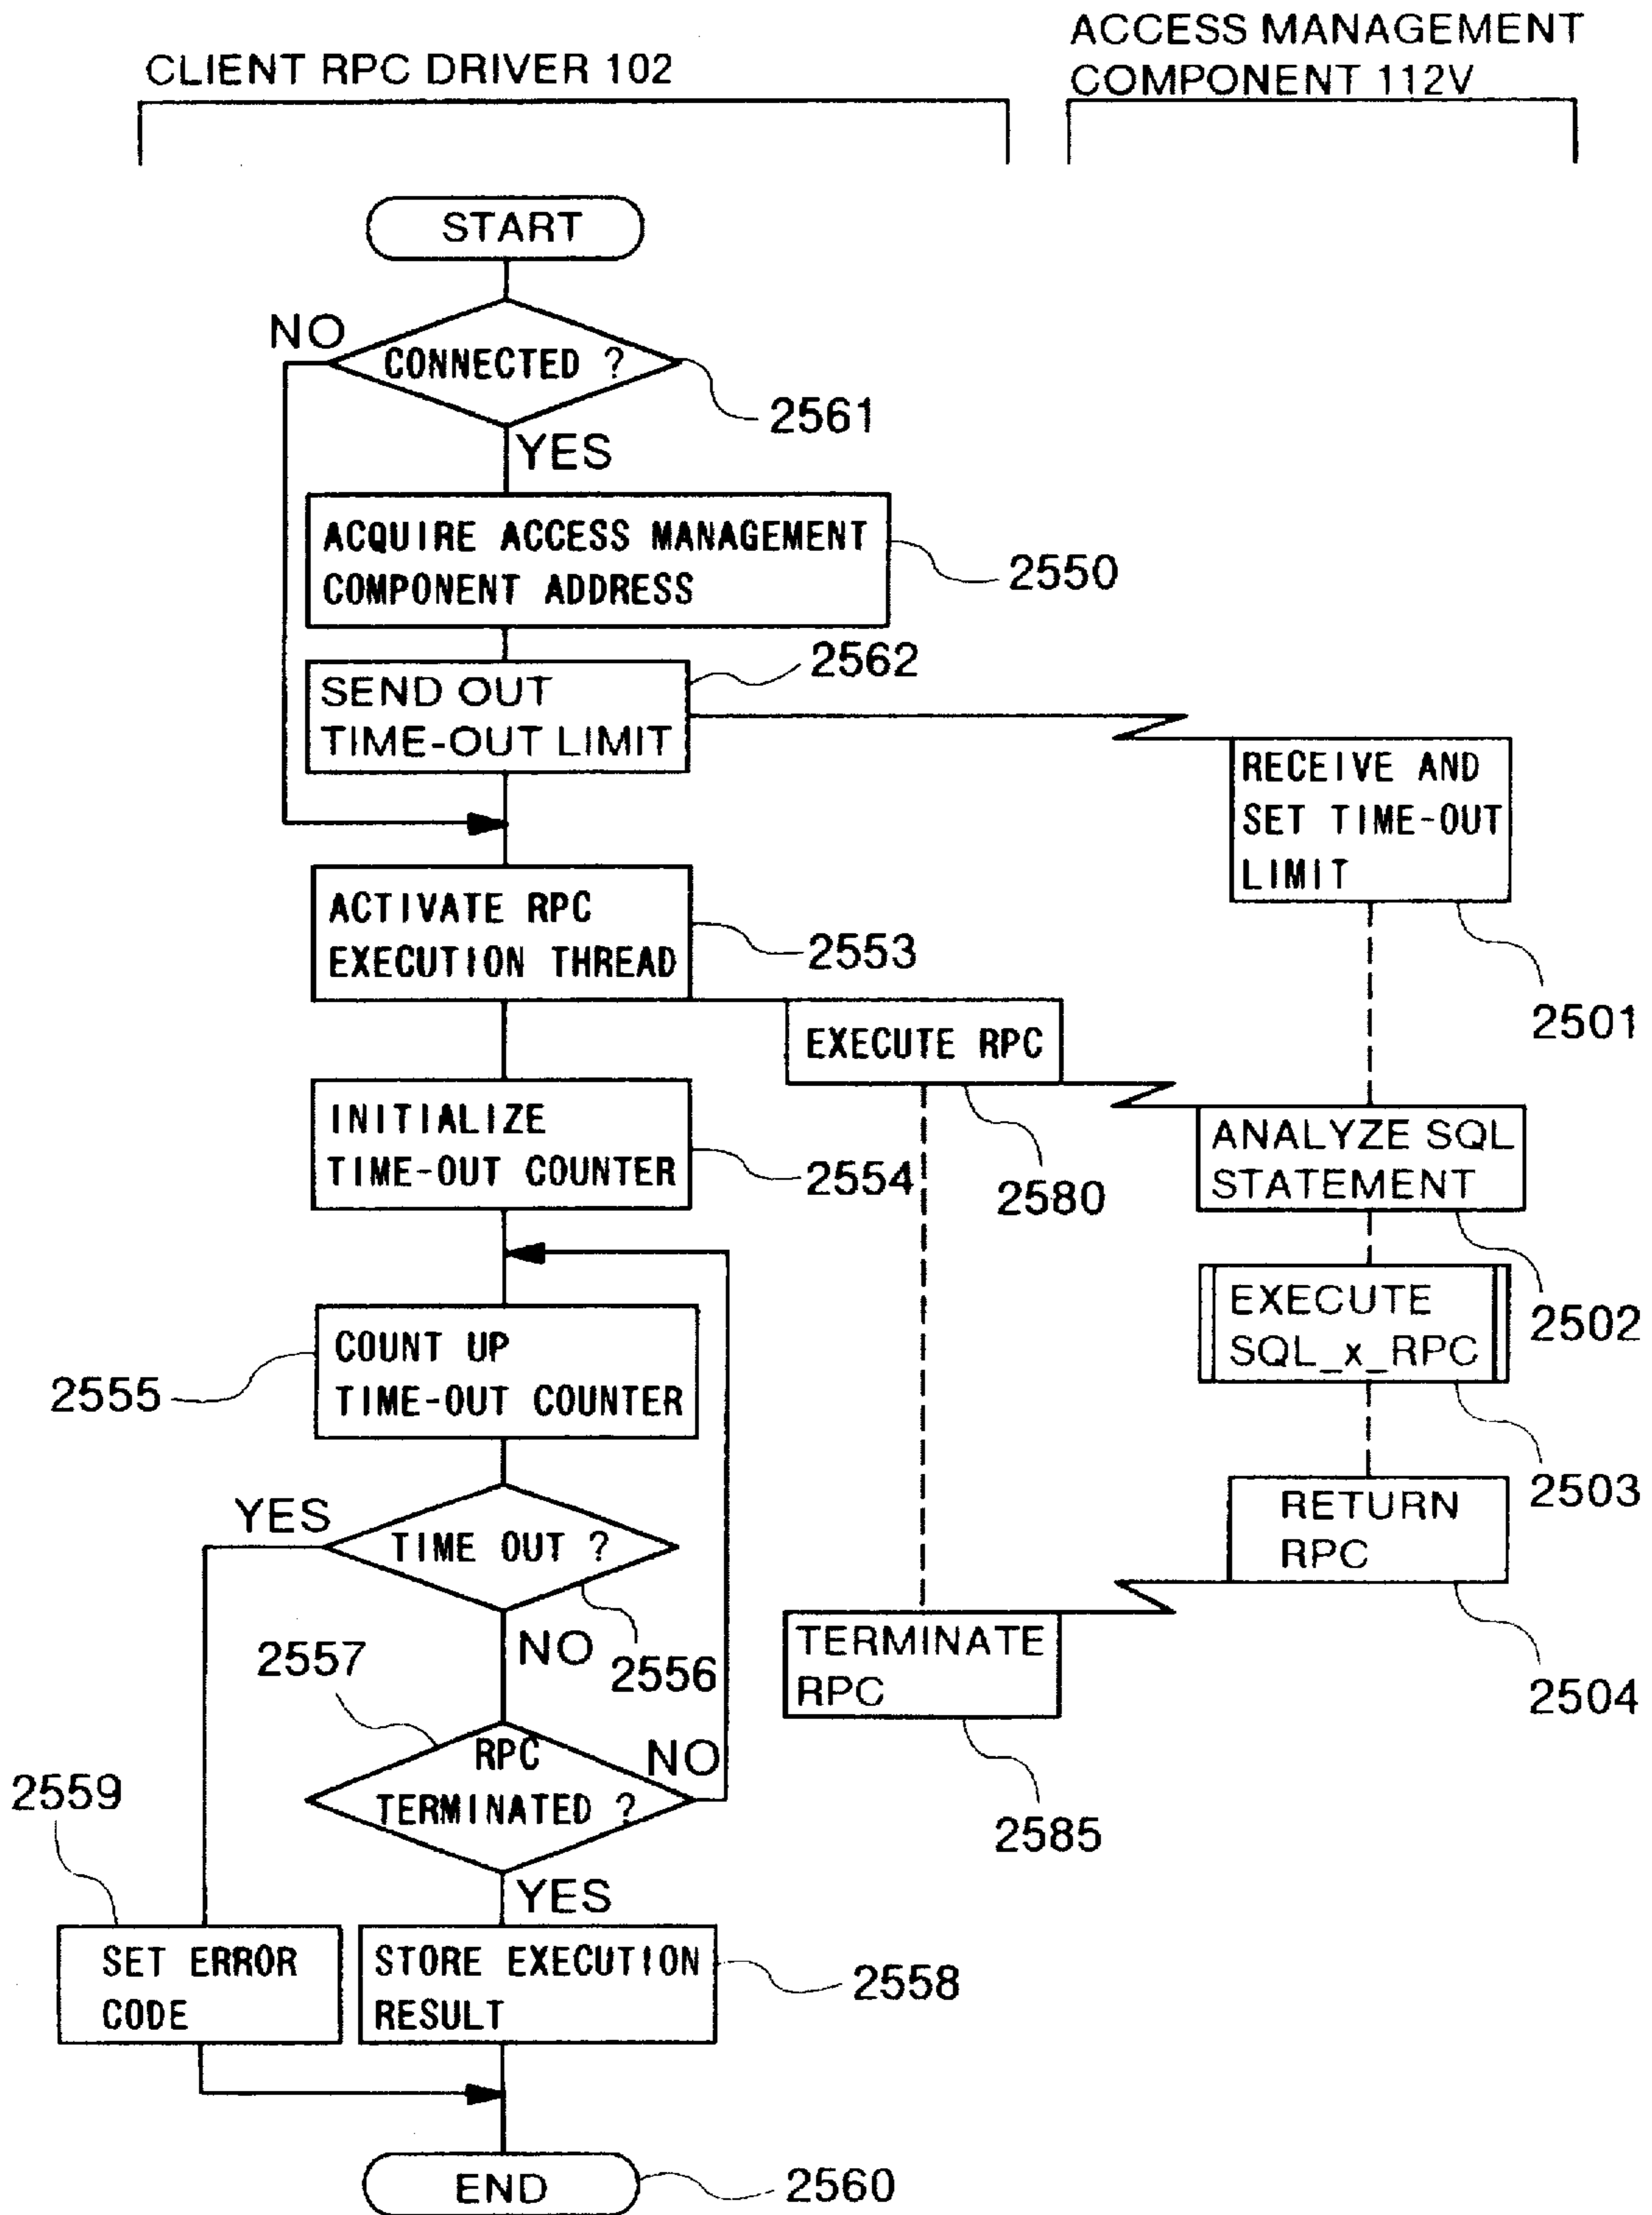 CLIENT RPC DRIVER 102
ACCESS MANAGEMENT
COMPONENT 112V
START
NO
CONNECTED ?
2561
YES
ACQUIRE ACCESS MANAGEMENT
COMPONENT ADDRESS
2550
2562
SEND OUT
TIME-OUT LIMIT
RECEIVE AND
SET TIME-OUT
LIMIT
2501
ACTIVATE RPC
EXECUTION THREAD
2553
EXECUTE RPC
2580
INITIALIZE
TIME-OUT COUNTER
2554
ANALYZE SQL
STATEMENT
2502
EXECUTE
SQL_x_RPC
2503
COUNT UP
TIME-OUT COUNTER
2555
YES
TIME OUT ?
NO
2556
RETURN
RPC
2504
TERMINATE
RPC
2585
2557
RPC
TERMINATED ?
NO
YES
2559
SET ERROR
CODE
STORE EXECUTION
RESULT
2558
END
2560